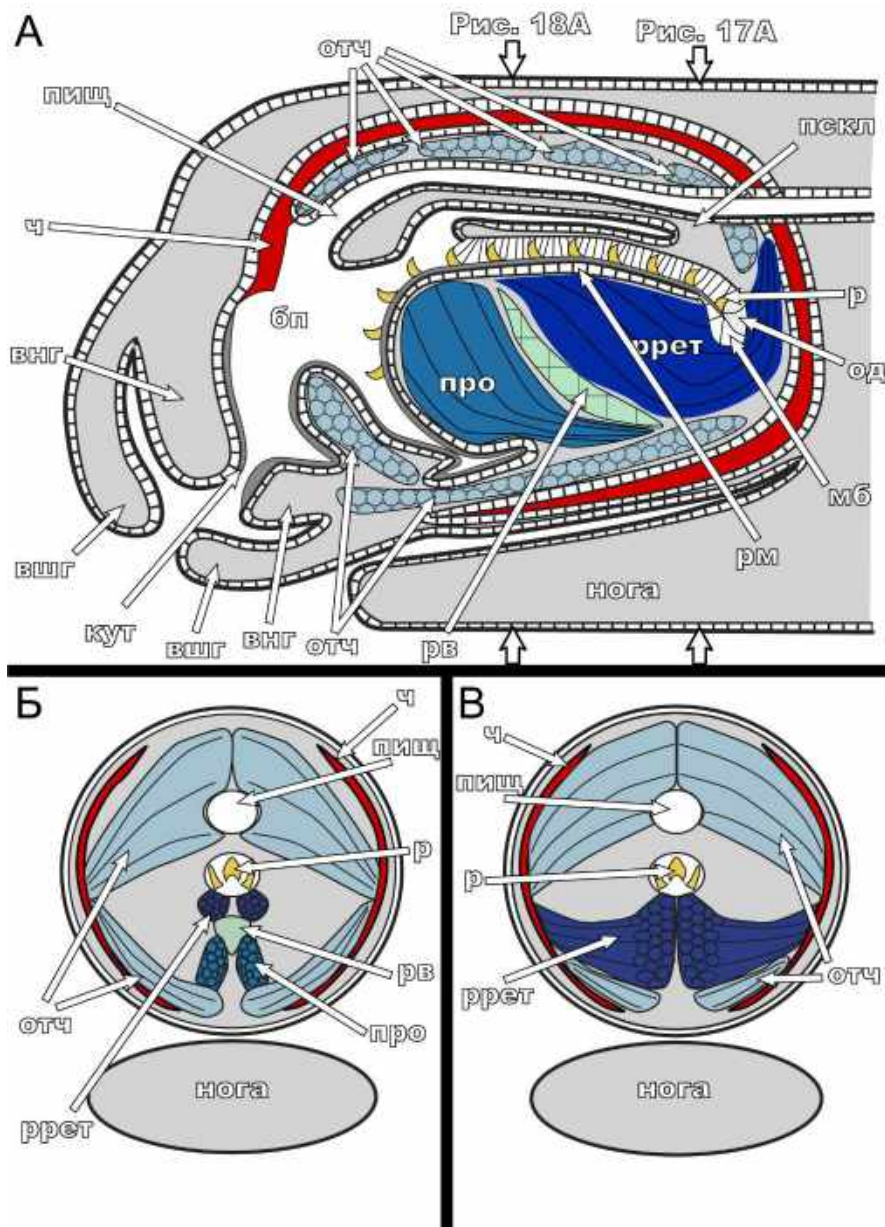 А
Рис. 18А
Рис. 17А
отч
пищ
пскл
ч
бп
внг
р
ррет
од
про
мб
рм
вшг
нога
кут
вшг
внг
отч
рв
Б
ч
пищ
р
рв
отч
про
нога
ррет
В
ч
пищ
р
отч
ррет
нога